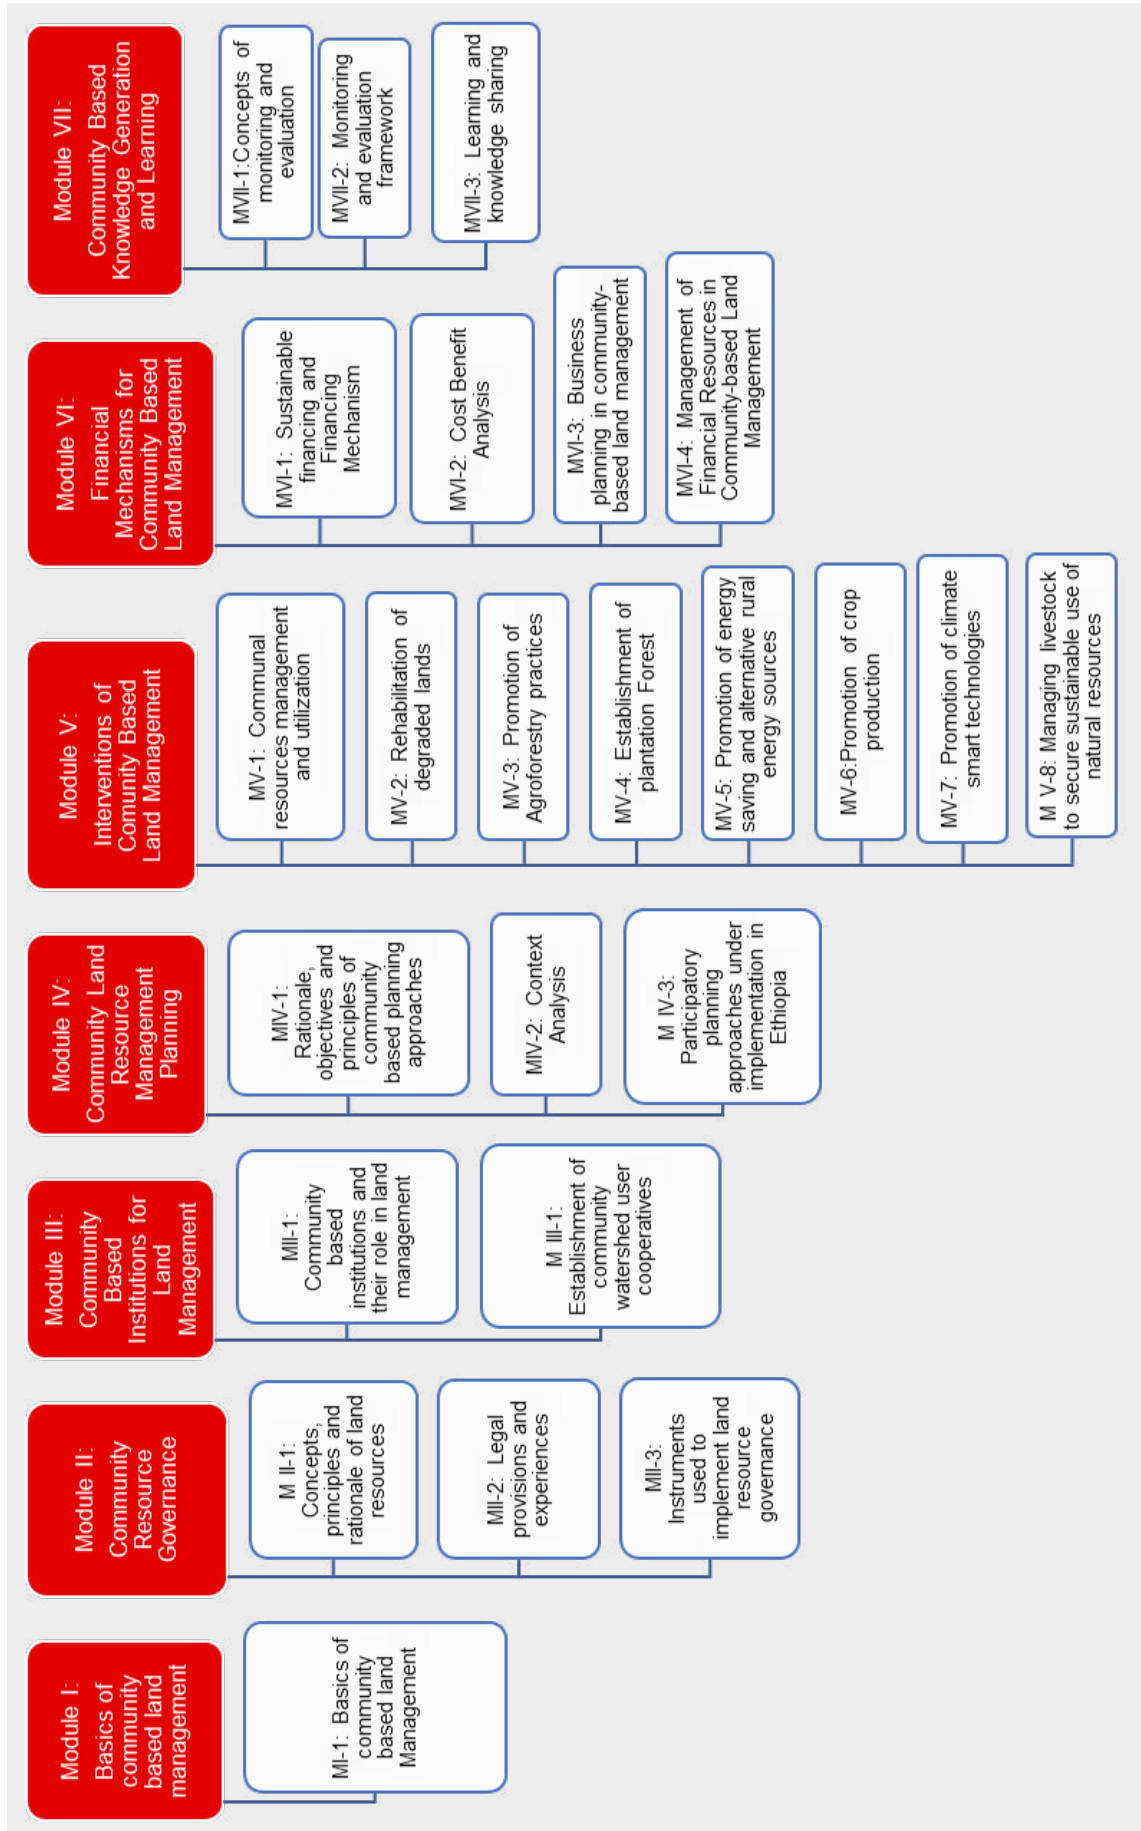 Module I:
Basics of
community
based land
management
MI-1: Basics of
community
based land
Management
Module II:
Community
Resource
Governance
M II-1:
Concepts,
principles and
rationale of land
resources
MII-2: Legal
provisions and
experiences
MII-3:
Instruments
used to
implement land
resource
governance
Module III:
Community
Based
Institutions for
Land
Management
MII-1:
Community
based
institutions and
their role in land
management
M III-1:
Establishment of
community
watershed user
cooperatives
Module IV:
Community Land
Resource
Management
Planning
MIV-1:
Rationale,
objectives and
principles of
community
based planning
approaches
MIV-2: Context
Analysis
M IV-3:
Participatory
planning
approaches under
implementation in
Ethiopia
Module V:
Interventions of
Comunity Based
Land Management
MV-1: Communal
resources management
and utilization
MV-2: Rehabilitation of
degraded lands
MV-3: Promotion of
Agroforestry practices
MV-4: Establishment of
plantation Forest
MV-5: Promotion of energy
saving and alternative rural
energy sources
MV-6:Promotion of crop
production
MV-7: Promotion of climate
smart technologies
M V-8: Managing livestock
to secure sustainable use of
natural resources
Module VI:
Financial
Mechanisms for
Community Based
Land Management
MVI-1: Sustainable
financing and
Financing
Mechanism
MVI-2: Cost Benefit
Analysis
MVI-3: Business
planning in community-
based land management
MVI-4: Management of
Financial Resources in
Community-based Land
Management
Module VII:
Community Based
Knowledge Generation
and Learning
MVII-1:Concepts of
monitoring and
evaluation
MVII-2: Monitoring
and evaluation
framework
MVII-3: Learning and
knowledge sharing